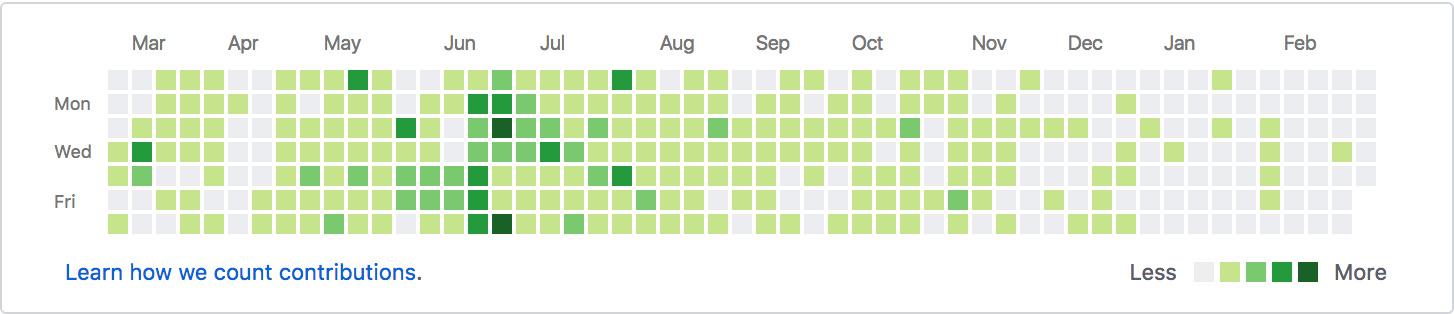 Mar Apr May Jun Jul Aug Sep Oct Nov Dec Jan Feb
Mon
Wed
Fri
Learn how we count contributions.
Less More